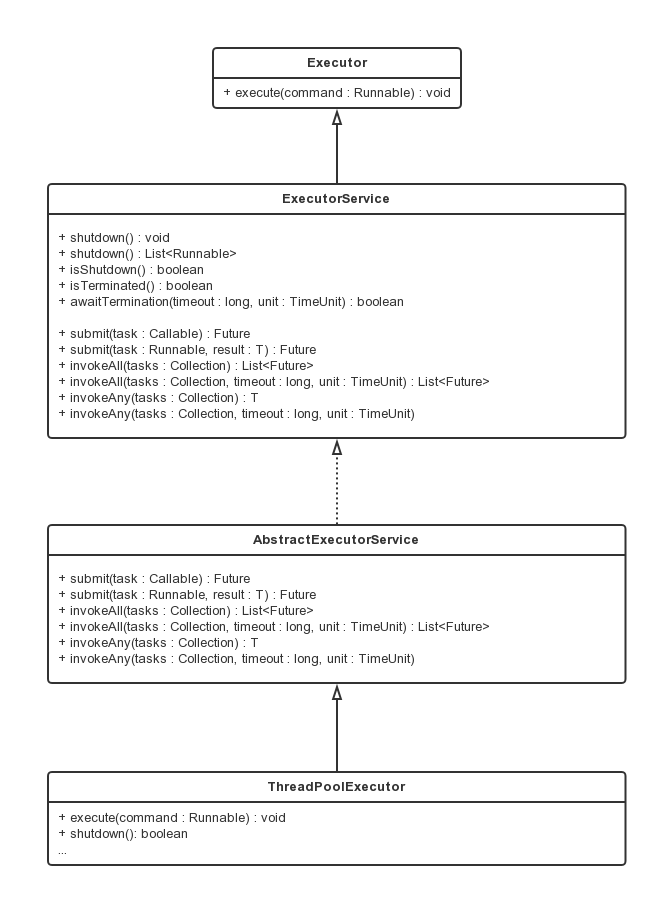 Executor
+ execute(command : Runnable) : void
ExecutorService
+ shutdown() : void
+ shutdown() : List<Runnable>
+ isShutdown() : boolean
+ isTerminated() : boolean
+ awaitTermination(timeout : long, unit : TimeUnit) : boolean
+ submit(task : Callable) : Future
+ submit(task : Runnable, result : T) : Future
+ invokeAll(tasks : Collection) : List<Future>
+ invokeAll(tasks : Collection, timeout : long, unit : TimeUnit) : List<Future>
+ invokeAny(tasks : Collection) : T
+ invokeAny(tasks : Collection, timeout : long, unit : TimeUnit)
AbstractExecutorService
+ submit(task : Callable) : Future
+ submit(task : Runnable, result : T) : Future
+ invokeAll(tasks : Collection) : List<Future>
+ invokeAll(tasks : Collection, timeout : long, unit : TimeUnit) : List<Future>
+ invokeAny(tasks : Collection) : T
+ invokeAny(tasks : Collection, timeout : long, unit : TimeUnit)
ThreadPoolExecutor
+ execute(command : Runnable) : void
+ shutdown(): boolean
...